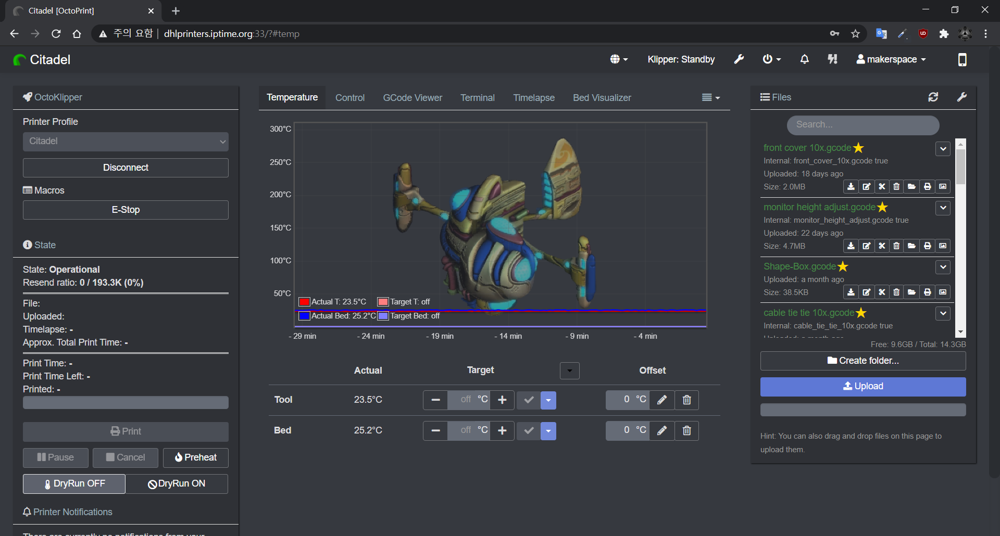 Citadel [OctoPrint]
주의 요함 | dhlprinters.iptime.org:33/?#temp
Citadel
Klipper: Standby
makerspace
OctoKlipper
Printer Profile
Citadel
Disconnect
Macros
E-Stop
State
State: Operational
Resend ratio: 0 / 193.3K (0%)
File:
Uploaded:
Timelapse: -
Approx. Total Print Time: -
Print Time: -
Print Time Left: -
Printed: -
Print
Pause
Cancel
Preheat
DryRun OFF
DryRun ON
Printer Notifications
There are currently no notifications from your
Temperature
Control
GCode Viewer
Terminal
Timelapse
Bed Visualizer
300°C
250°C
200°C
150°C
100°C
50°C
Actual T: 23.5°C
Target T: off
Actual Bed: 25.2°C
Target Bed: off
- 29 min
- 24 min
- 19 min
- 14 min
- 9 min
- 4 min
Actual
Target
Offset
Tool
23.5°C
off °C
0 °C
Bed
25.2°C
off °C
0 °C
Files
Search...
front cover 10x.gcode
Internal: front_cover_10x.gcode true
Uploaded: 18 days ago
Size: 2.0MB
monitor height adjust.gcode
Internal: monitor_height_adjust.gcode true
Uploaded: 22 days ago
Size: 4.7MB
Shape-Box.gcode
Uploaded: a month ago
Size: 38.5KB
cable tie tie 10x.gcode
Internal: cable_tie_tie_10x.gcode true
Uploaded: a month ago
Free: 9.6GB / Total: 14.3GB
Create folder...
Upload
Hint: You can also drag and drop files on this page to
upload them.